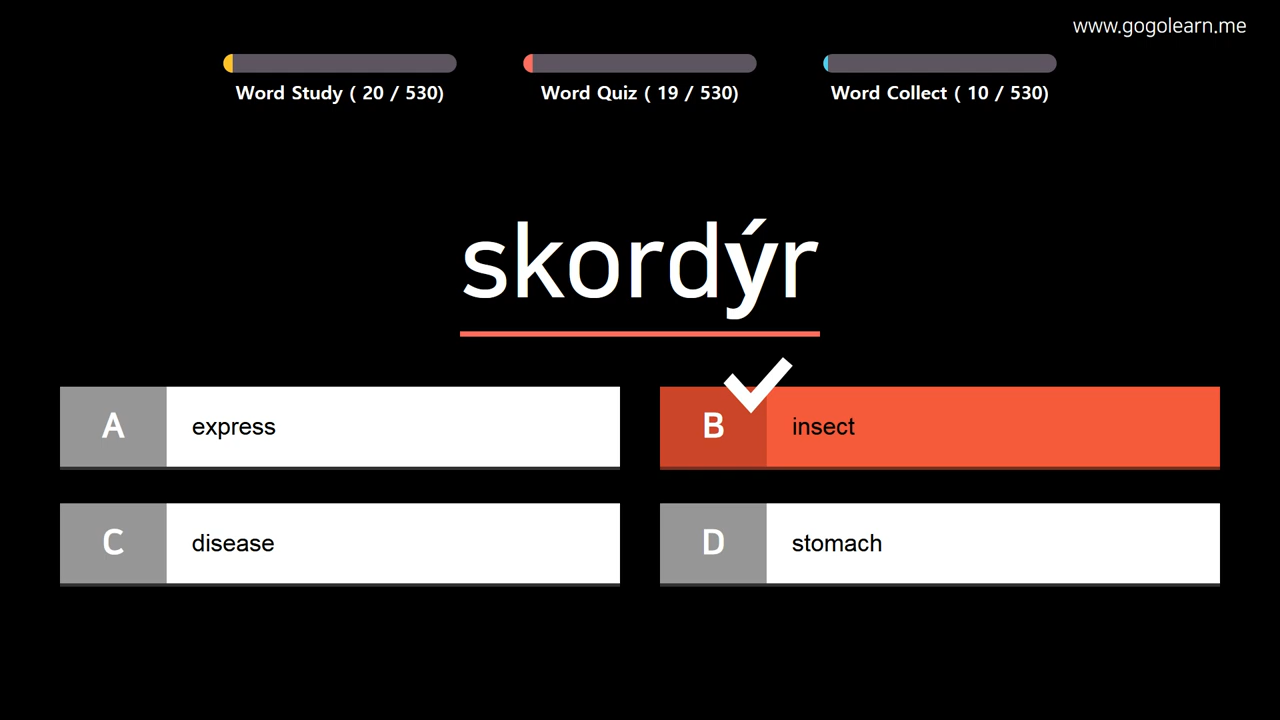 www.gogolearn.me
Word Study ( 20 / 530)
Word Quiz ( 19 / 530)
Word Collect ( 10 / 530)
skordýr
A express
B insect
C disease
D stomach